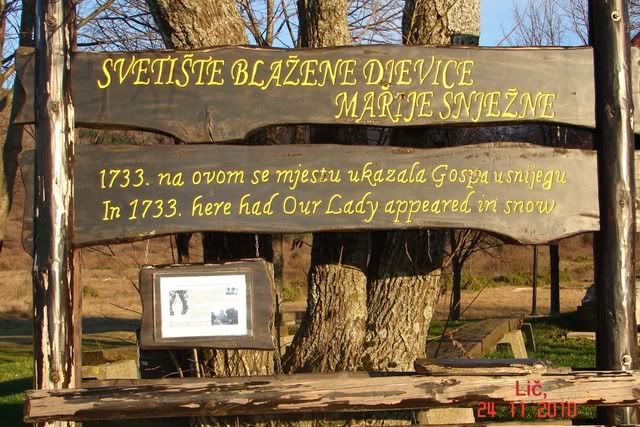 SVETIŠTE BLAŽENE DJEVICE
MARIJE SNJEŽNE
1733. na ovom se mjestu ukazala Gospa u snijegu
In 1733. here had Our Lady appeared in snow
Lič,
24 11 2010